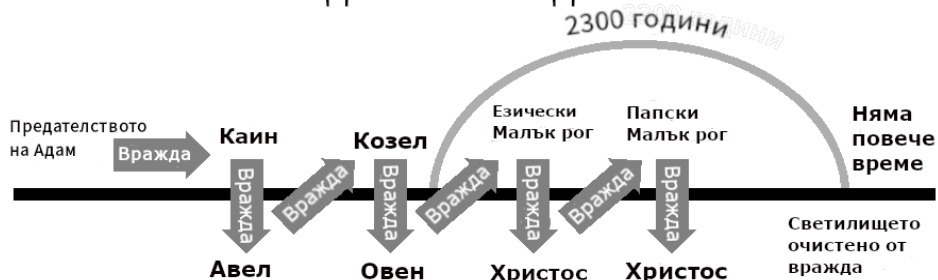 2300 години
Предателството
на Адам
Вражда
Каин
Козел
Езически
Малък рог
Папски
Малък рог
Няма
повече
време
Вражда
Вражда
Вражда
Вражда
Вражда
Вражда
Вражда
Авел
Овен
Христос
Христос
Светилището
очистено от
вражда